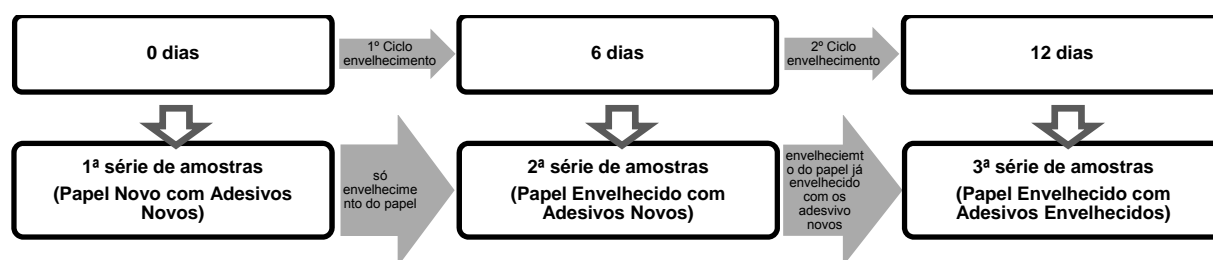 0 dias
1º Ciclo
envelhecimento
6 dias
2º Ciclo
envelhecimento
12 dias
1ª série de amostras
(Papel Novo com Adesivos
Novos)
só
envelhecime
nto do papel
2ª série de amostras
(Papel Envelhecido com
Adesivos Novos)
envelheciemt
o do papel já
envelhecido
com os
adesvivo
novos
3ª série de amostras
(Papel Envelhecido com
Adesivos Envelhecidos)